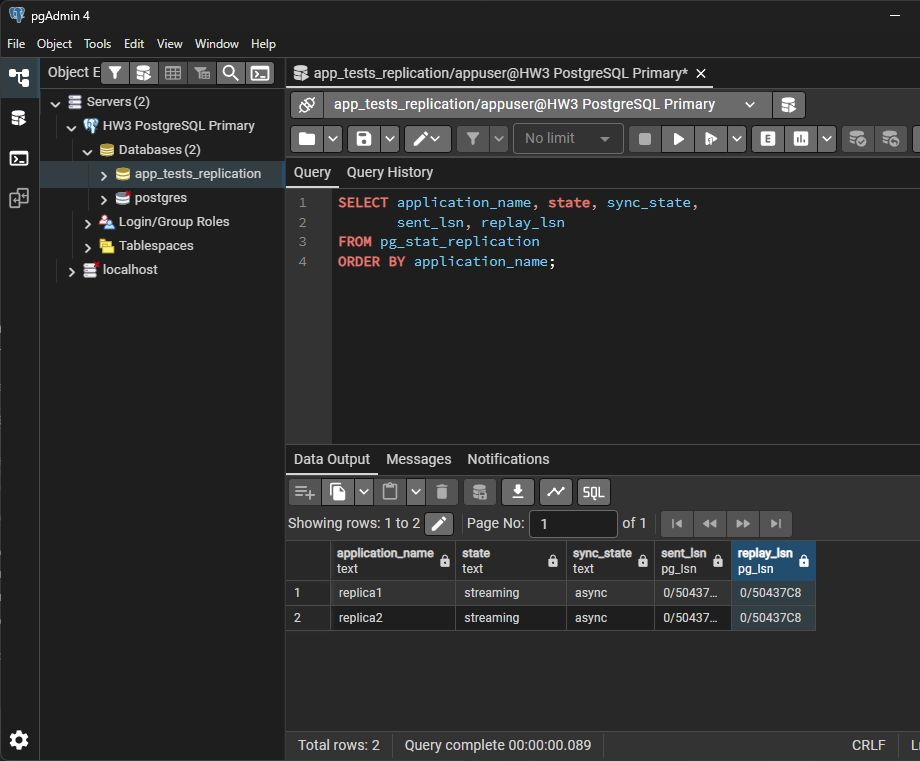 pgAdmin 4
File Object Tools Edit View Window Help
Object E
Servers (2)
HW3 PostgreSQL Primary
Databases (2)
app_tests_replication
postgres
Login/Group Roles
Tablespaces
localhost
app_tests_replication/appuser@HW3 PostgreSQL Primary*
app_tests_replication/appuser@HW3 PostgreSQL Primary
No limit
E
Query Query History
1 SELECT application_name, state, sync_state,
2 sent_lsn, replay_lsn
3 FROM pg_stat_replication
4 ORDER BY application_name;
Data Output Messages Notifications
SQL
Showing rows: 1 to 2 Page No: 1 of 1
application_name state sync_state sent_lsn replay_lsn
text text text pg_lsn pg_lsn
1 replica1 streaming async 0/50437... 0/50437C8
2 replica2 streaming async 0/50437... 0/50437C8
Total rows: 2 Query complete 00:00:00.089 CRLF